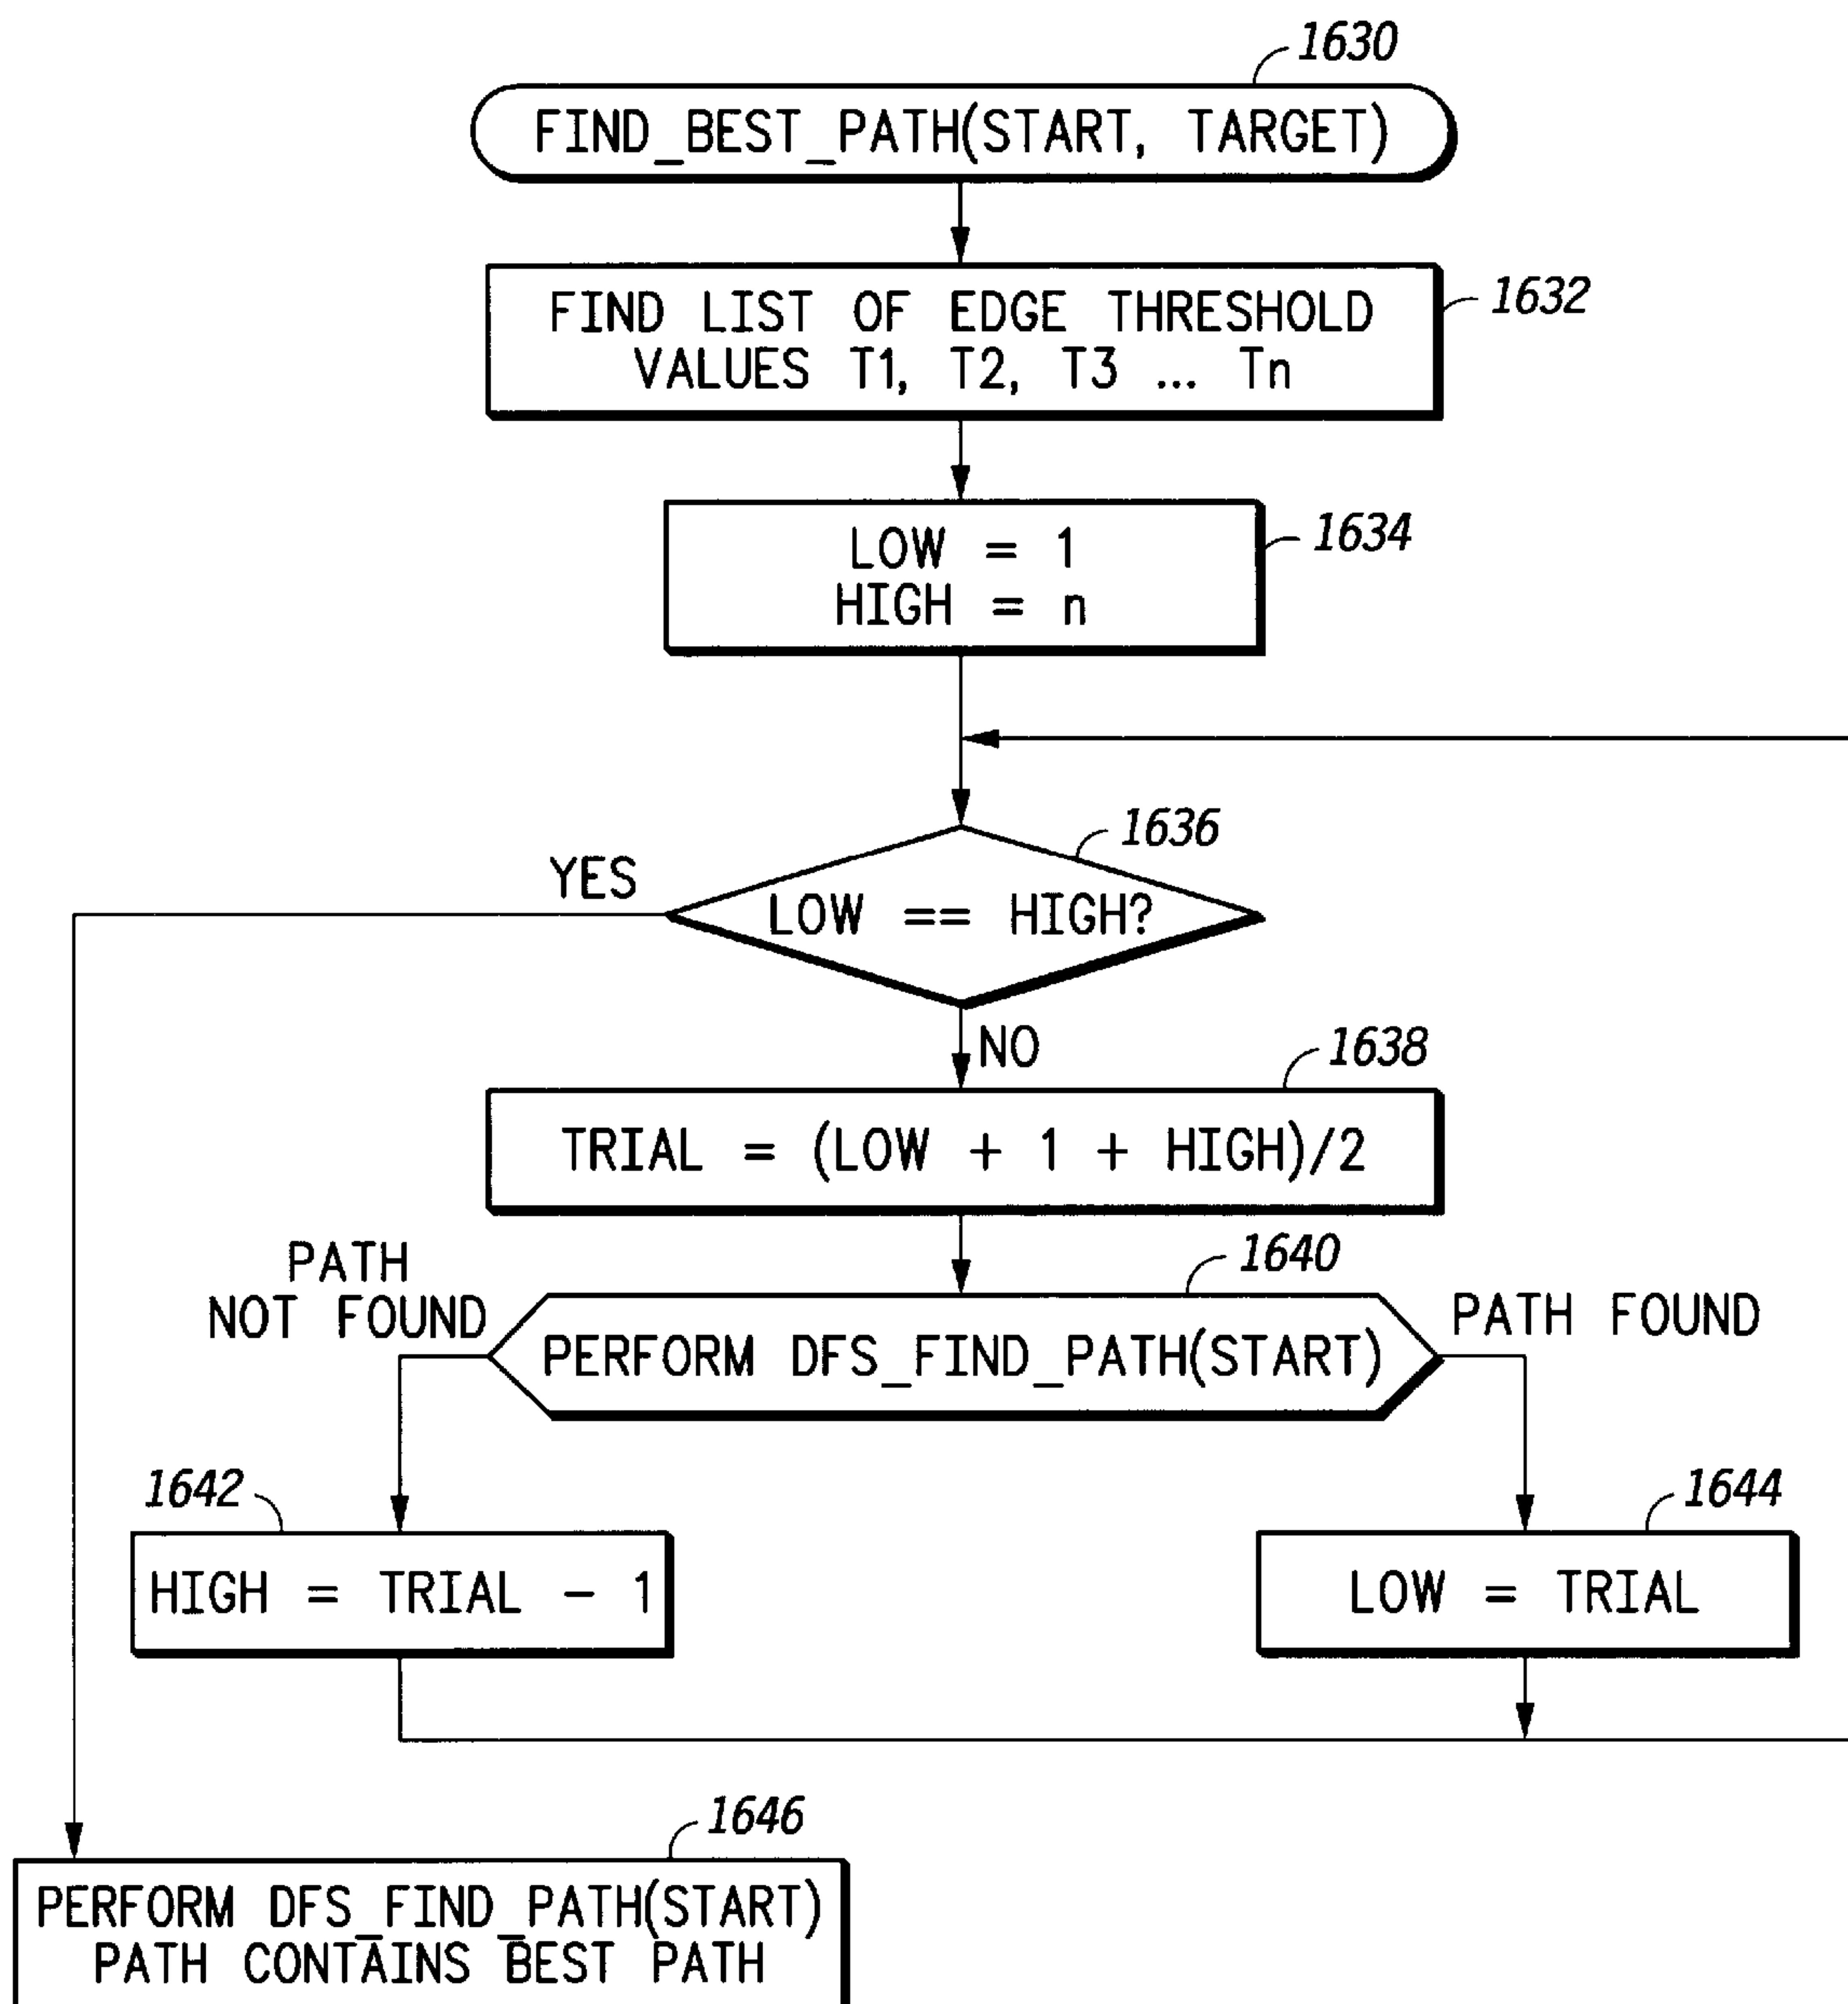 1630
FIND_BEST_PATH(START, TARGET)
1632
FIND LIST OF EDGE THRESHOLD
VALUES T1, T2, T3 ... Tn
1634
LOW = 1
HIGH = n
1636
YES
LOW == HIGH?
NO
1638
TRIAL = (LOW + 1 + HIGH)/2
1640
PATH
NOT FOUND
PATH FOUND
PERFORM DFS_FIND_PATH(START)
1642
HIGH = TRIAL - 1
1644
LOW = TRIAL
1646
PERFORM DFS_FIND_PATH(START)
PATH CONTAINS BEST PATH